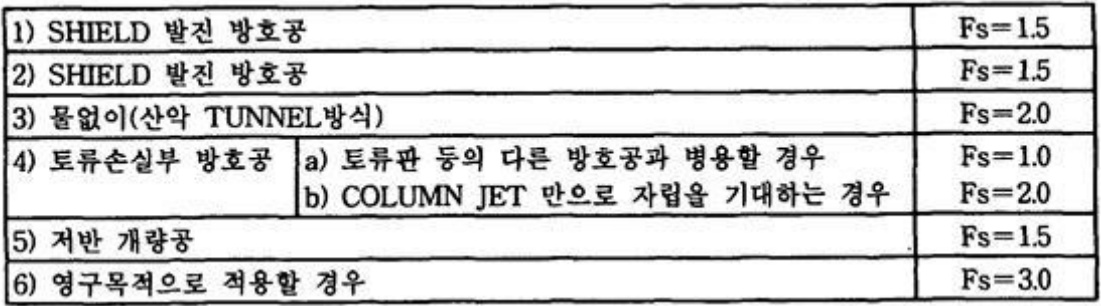 1) SHIELD 발진 방호공 Fs=1.5
2) SHIELD 발진 방호공 Fs=1.5
3) 물없이(산악 TUNNEL방식) Fs=2.0
4) 토류손실부 방호공 a) 토류판 등의 다른 방호공과 병용할 경우 Fs=1.0
b) COLUMN JET 만으로 자립을 기대하는 경우 Fs=2.0
5) 저반 개량공 Fs=1.5
6) 영구목적으로 적용할 경우 Fs=3.0